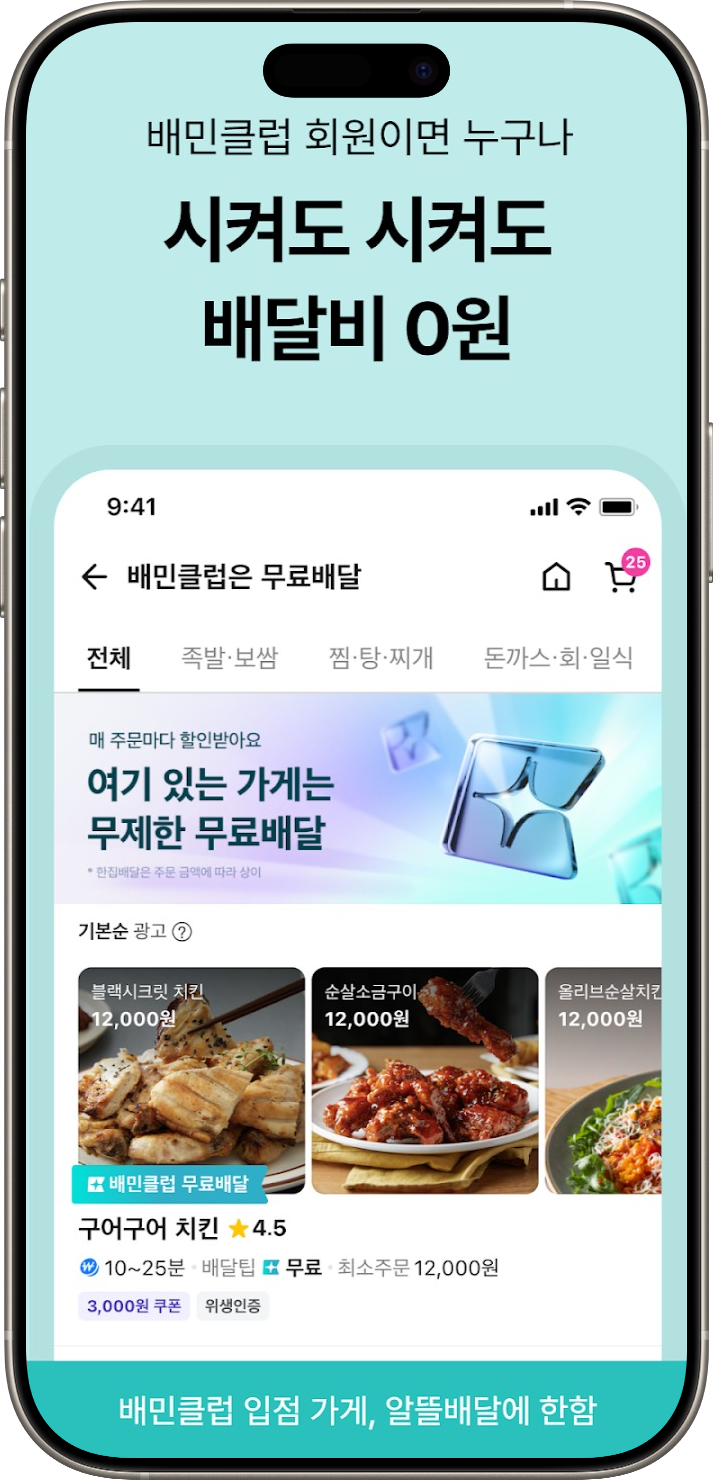 배민클럽 회원이면 누구나
시켜도 시켜도
배달비 0원
9:41
배민클럽은 무료배달
25
전체 족발·보쌈 찜·탕·찌개 돈까스·회·일식
매 주문마다 할인받아요
여기 있는 가게는
무제한 무료배달
* 한집배달은 주문 금액에 따라 상이
기본순 광고 ?
블랙시크릿 치킨 순살소금구이 올리브순살치킨
12,000원 12,000원 12,000원
배민클럽 무료배달
구어구어 치킨 4.5
10~25분 · 배달팁 무료 · 최소주문 12,000원
3,000원 쿠폰 위생인증
배민클럽 입점 가게, 알뜰배달에 한함